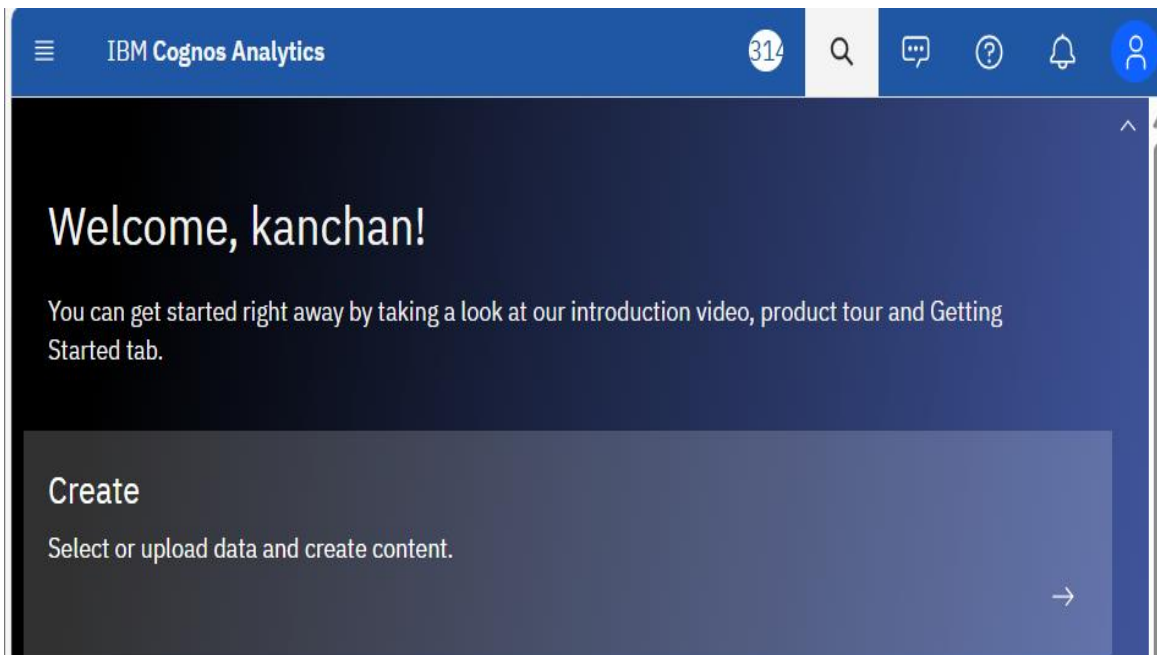 IBM Cognos Analytics
314
Welcome, kanchan!
You can get started right away by taking a look at our introduction video, product tour and Getting
Started tab.
Create
Select or upload data and create content.